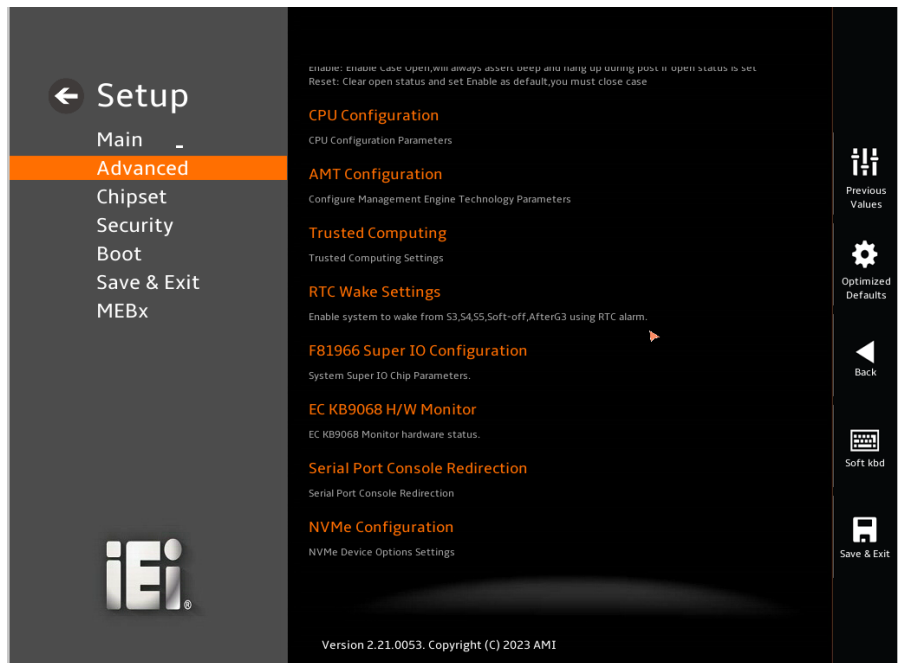 Setup
Main
Advanced
Chipset
Security
Boot
Save & Exit
MEBx
iEi®
Enable: Enable Case Open,will always assert beep and hang up during post if open status is set
Reset: Clear open status and set Enable as default,you must close case
CPU Configuration
CPU Configuration Parameters
AMT Configuration
Configure Management Engine Technology Parameters
Trusted Computing
Trusted Computing Settings
RTC Wake Settings
Enable system to wake from S3,S4,S5,Soft-off,AfterG3 using RTC alarm.
F81966 Super IO Configuration
System Super IO Chip Parameters.
EC KB9068 H/W Monitor
EC KB9068 Monitor hardware status.
Serial Port Console Redirection
Serial Port Console Redirection
NVMe Configuration
NVMe Device Options Settings
Version 2.21.0053. Copyright (C) 2023 AMI
Previous
Values
Optimized
Defaults
Back
Soft kbd
Save & Exit